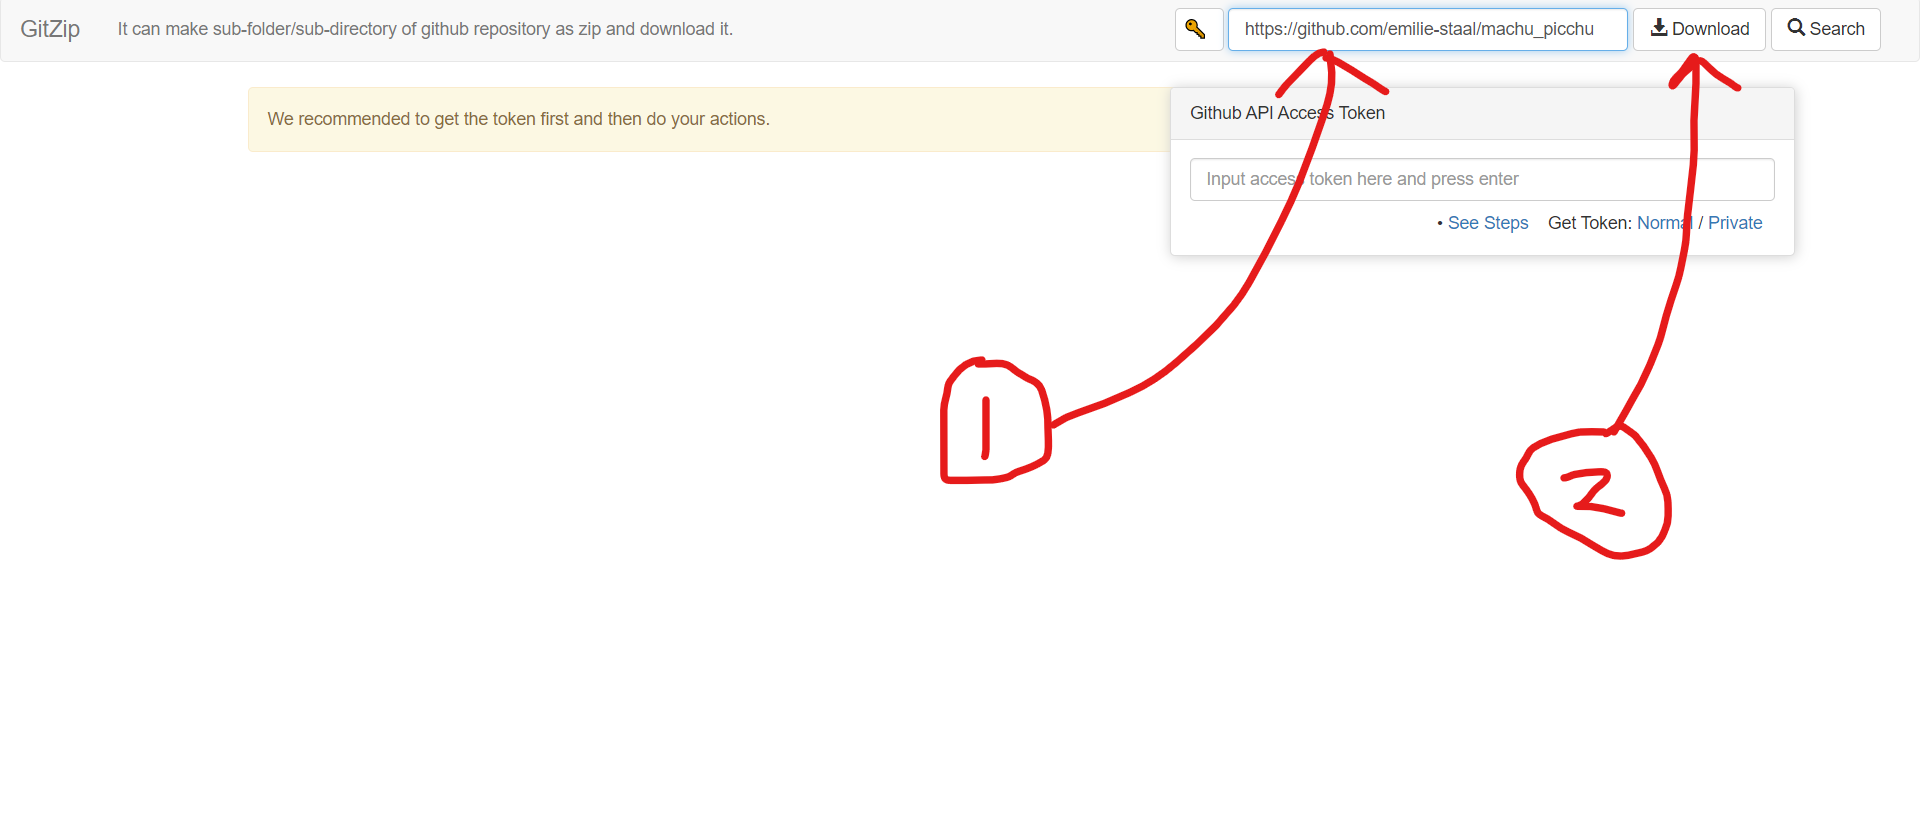 GitZip It can make sub-folder/sub-directory of github repository as zip and download it. https://github.com/emilie-staal/machu_picchu Download Search
We recommended to get the token first and then do your actions.
Github API Access Token
Input access token here and press enter
• See Steps Get Token: Normal / Private
1
2